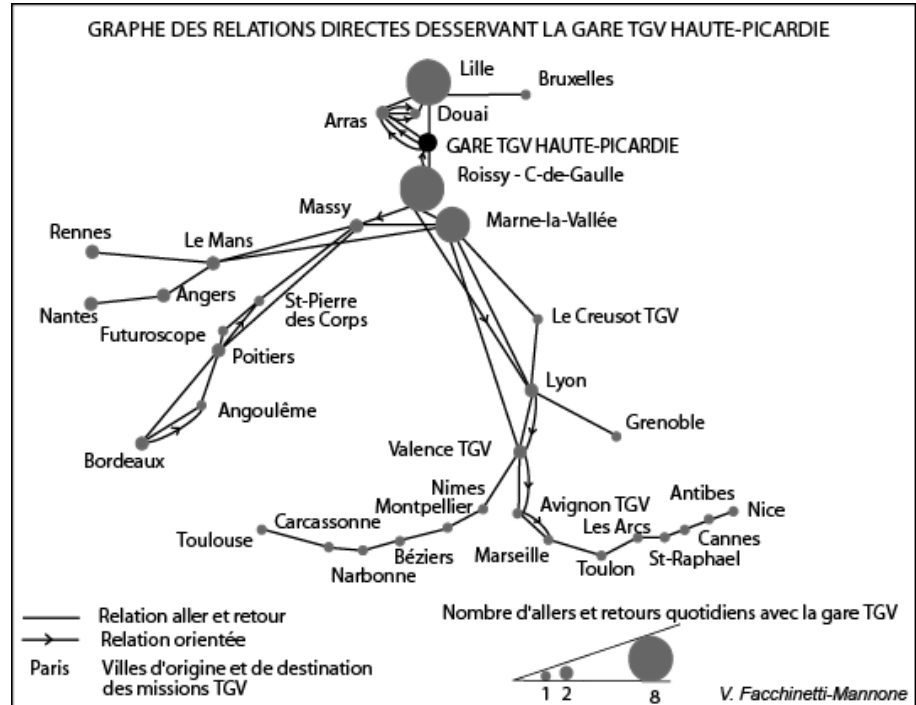 GRAPHE DES RELATIONS DIRECTES DESSERVANT LA GARE TGV HAUTE-PICARDIE
Lille
Bruxelles
Arras
Douai
GARE TGV HAUTE-PICARDIE
Roissy - C-de-Gaulle
Massy
Marne-la-Vallée
Rennes
Le Mans
Angers
Nantes
St-Pierre
des Corps
Futuroscope
Poitiers
Le Creusot TGV
Lyon
Angoulême
Grenoble
Bordeaux
Valence TGV
Nimes
Montpellier
Avignon TGV
Antibes
Nice
Carcassonne
Les Arcs
Toulouse
Béziers
Marseille
Cannes
Narbonne
Toulon
St-Raphael
Relation aller et retour
Relation orientée
Paris Villes d'origine et de destination
des missions TGV
Nombre d'allers et retours quotidiens avec la gare TGV
1 2 8
V. Facchinetti-Mannone